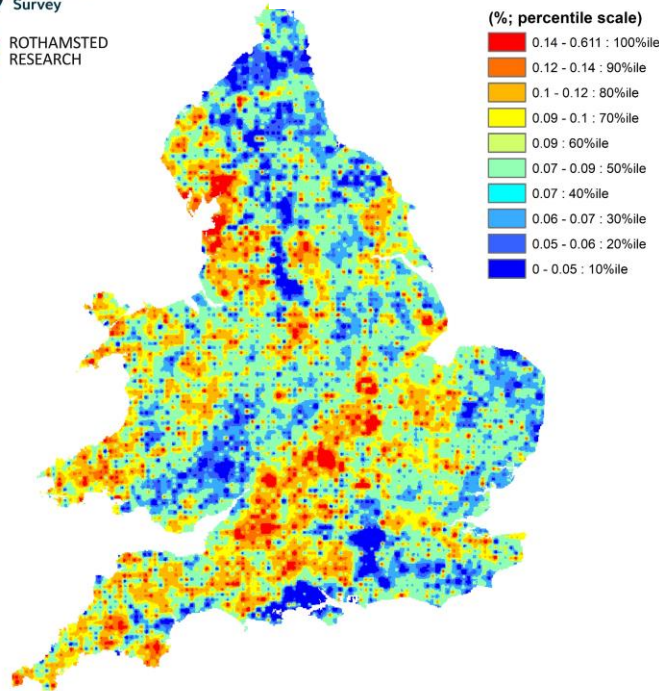 Survey
ROTHAMSTED
RESEARCH
(%; percentile scale)
0.14 - 0.611 : 100%ile
0.12 - 0.14 : 90%ile
0.1 - 0.12 : 80%ile
0.09 - 0.1 : 70%ile
0.09 : 60%ile
0.07 - 0.09 : 50%ile
0.07 : 40%ile
0.06 - 0.07 : 30%ile
0.05 - 0.06 : 20%ile
0 - 0.05 : 10%ile